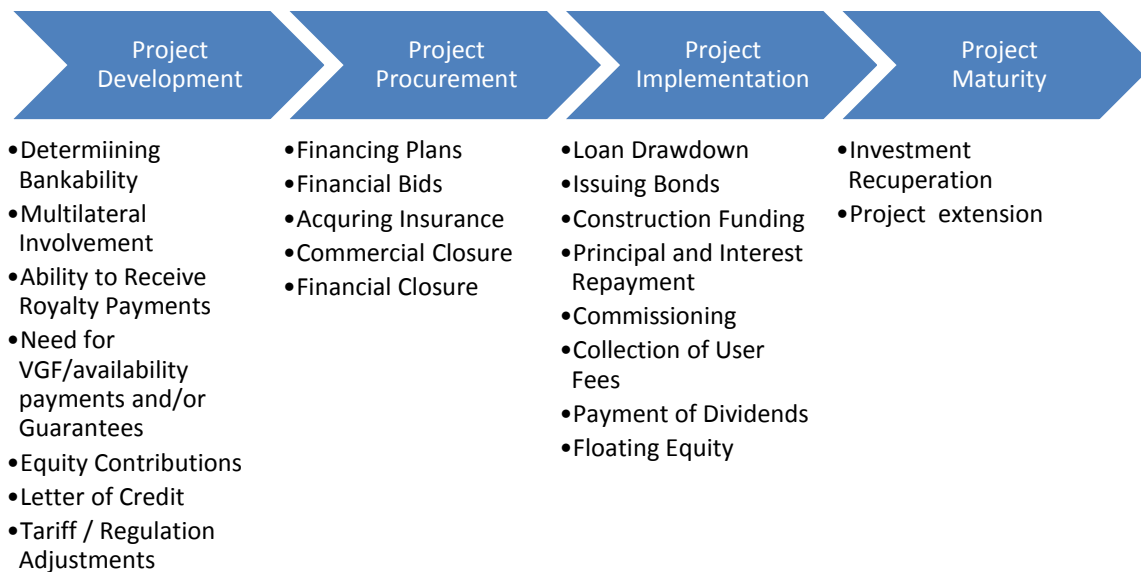 Project
Development
Project
Procurement
Project
Implementation
Project
Maturity
•Determiining
Bankability
•Multilateral
Involvement
•Ability to Receive
Royalty Payments
•Need for
VGF/availability
payments and/or
Guarantees
•Equity Contributions
•Letter of Credit
•Tariff / Regulation
Adjustments
•Financing Plans
•Financial Bids
•Acquring Insurance
•Commercial Closure
•Financial Closure
•Loan Drawdown
•Issuing Bonds
•Construction Funding
•Principal and Interest
Repayment
•Commissioning
•Collection of User
Fees
•Payment of Dividends
•Floating Equity
•Investment
Recuperation
•Project extension